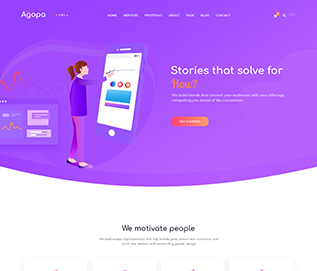 Agopa
HOME SERVICES PORTFOLIO ABOUT PAGE BLOG CONTACT
Stories that solve for
How?
We build brands that connect your audiences with your offerings
catapulting you ahead of the competition
GET STARTED
We motivate people